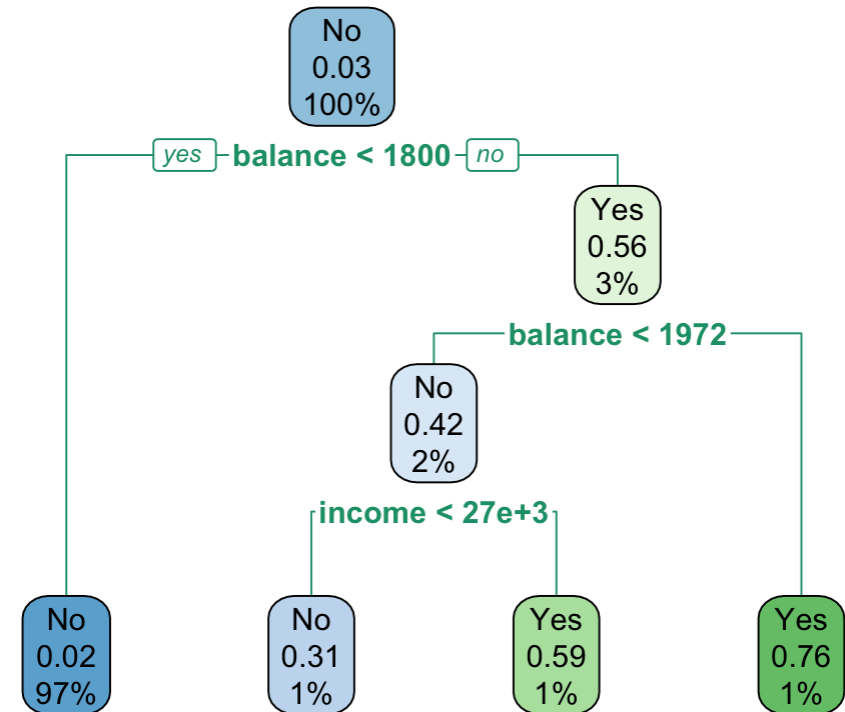 No
0.03
100%
yes balance < 1800 no
Yes
0.56
3%
balance < 1972
No
0.42
2%
income < 27e+3
No
0.02
97%
No
0.31
1%
Yes
0.59
1%
Yes
0.76
1%